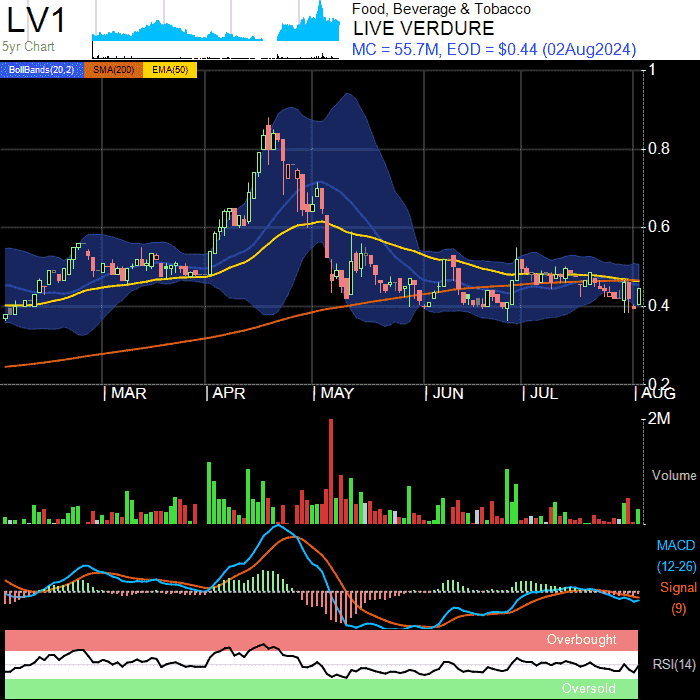 LV1
5yr Chart
Food, Beverage & Tobacco
LIVE VERDURE
MC = 55.7M, EOD = $0.44 (02Aug2024)
BollBands(20,2) SMA(200) EMA(50)
1
0.8
0.6
0.4
0.2
MAR APR MAY JUN JUL AUG
2M
Volume
MACD
(12-26)
Signal
(9)
Overbought
RSI(14)
Oversold